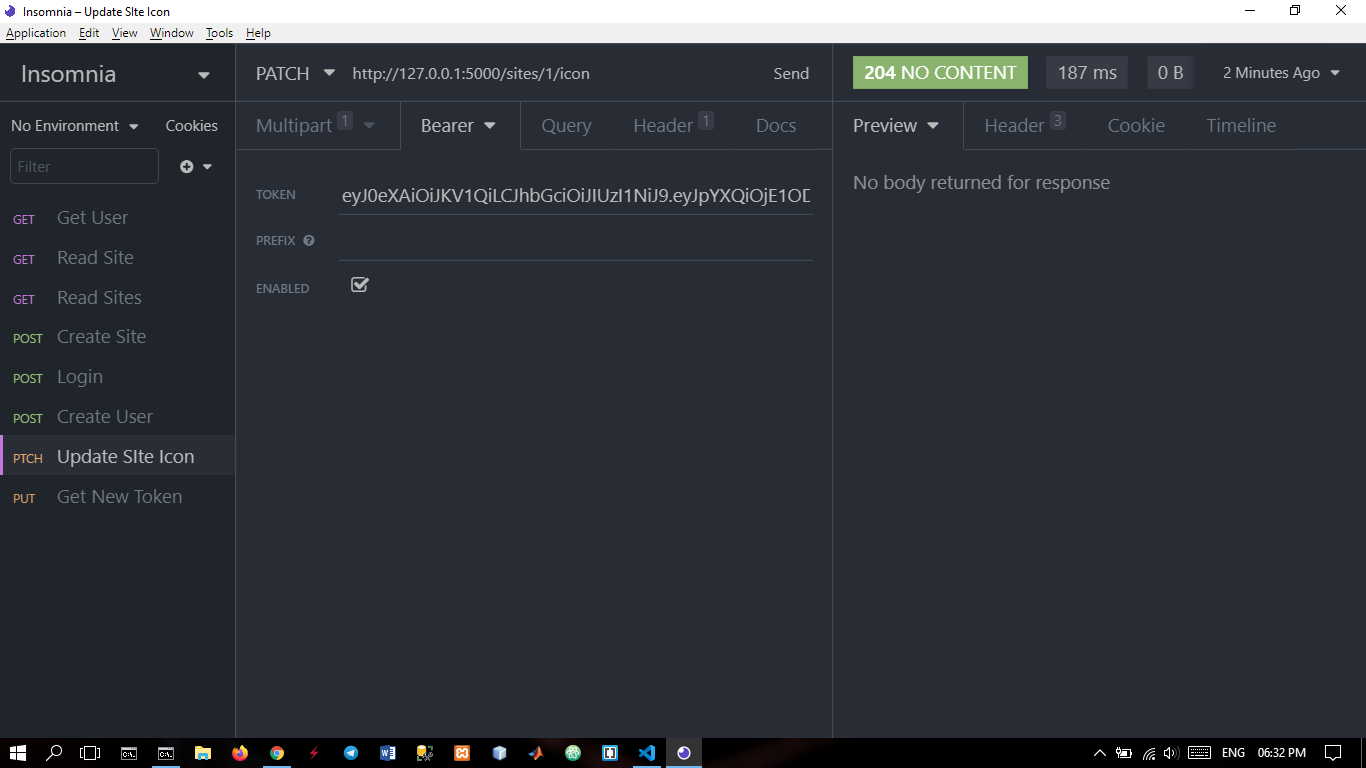 Insomnia – Update SIte Icon
Application Edit View Window Tools Help
Insomnia
PATCH http://127.0.0.1:5000/sites/1/icon Send
204 NO CONTENT 187 ms 0 B 2 Minutes Ago
No Environment Cookies
Multipart 1 Bearer Query Header 1 Docs
Preview Header 3 Cookie Timeline
Filter
TOKEN eyJ0eXAiOiJKV1QiLCJhbGciOiJIUzI1NiJ9.eyJpYXQiOjE1OD
PREFIX
ENABLED
No body returned for response
GET Get User
GET Read Site
GET Read Sites
POST Create Site
POST Login
POST Create User
PTCH Update SIte Icon
PUT Get New Token
ENG 06:32 PM